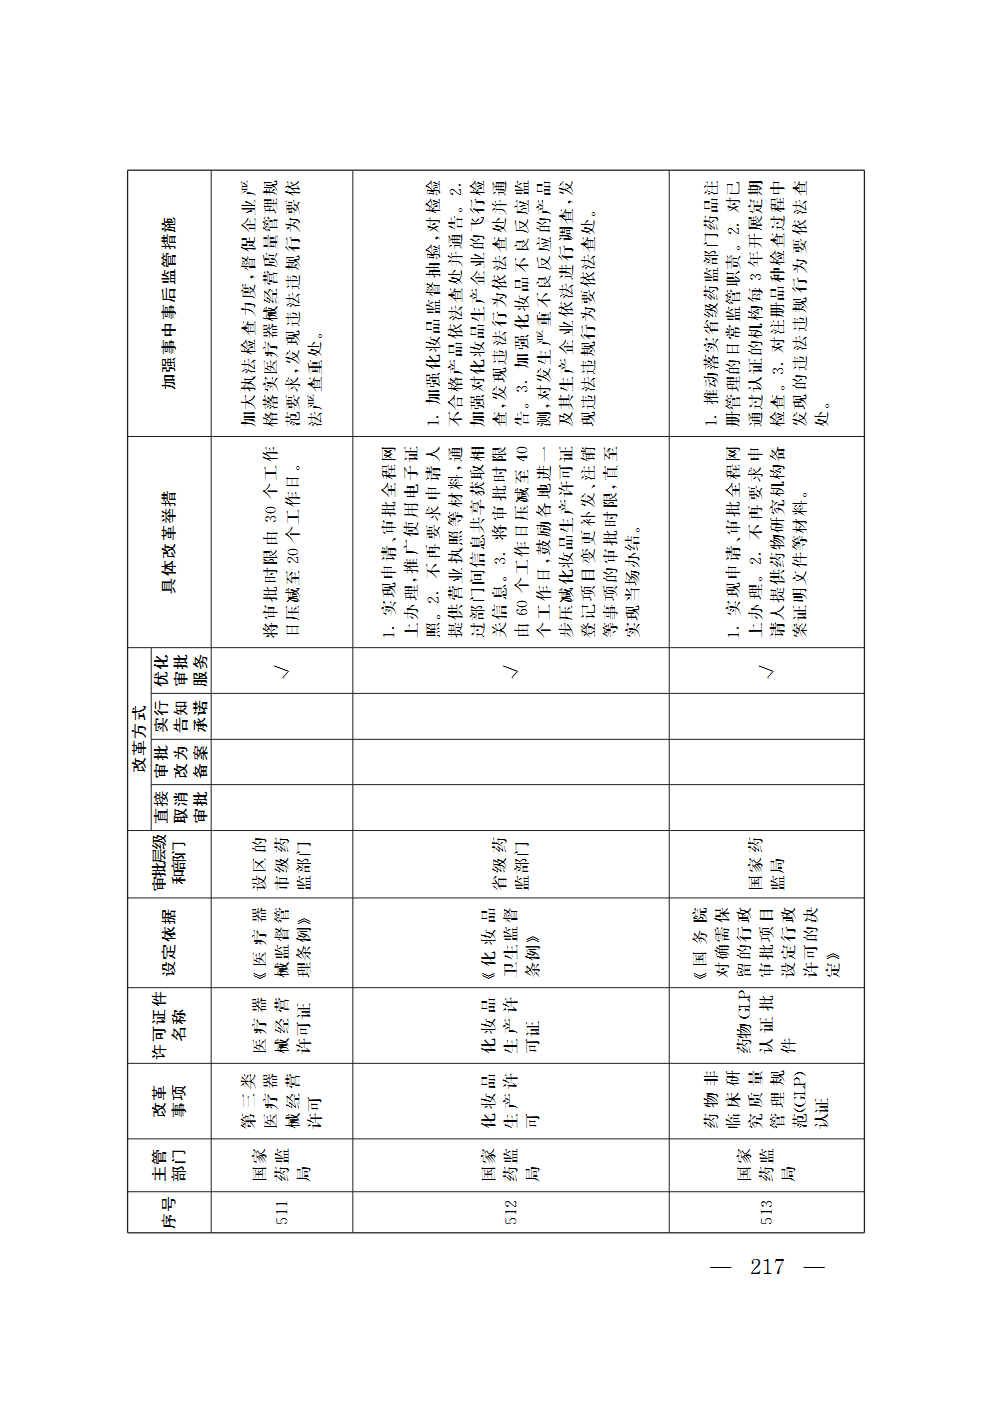 序号
主管
部门
改革
事项
许可证件
名称
设定依据
审批层级
和部门
改革方式
直接
取消
审批
审批
改为
备案
实行
告知
承诺
优化
审批
服务
具体改革举措
加强事中事后监管措施
511
国家
药监
局
第三类
医疗器
械经营
许可
医疗器
械经营
许可证
《医疗器
械监督管
理条例》
设区的
市级药
监部门
√
将审批时限由 30 个工作
日压减至 20 个工作日。
加大执法检查力度,督促企业严
格落实医疗器械经营质量管理规
范要求,发现违法违规行为要依
法严查重处。
512
国家
药监
局
化妆品
生产许
可
化妆品
生产许
可证
《化妆品
卫生监督
条例》
省级药
监部门
√
1. 实现申请、审批全程网
上办理,推广使用电子证
照。2. 不再要求申请人
提供营业执照等材料,通
过部门间信息共享获取相
关信息。3. 将审批时限
由 60 个工作日压减至 40
个工作日,鼓励各地进一
步压减化妆品生产许可证
登记项目变更补发、注销
等事项的审批时限,直至
实现当场办结。
1. 加强化妆品监督抽验,对检验
不合格产品依法查处并通告。2.
加强对化妆品生产企业的飞行检
查,发现违法行为依法查处并通
告。3. 加强化妆品不良反应监
测,对发生严重不良反应的产品
及其生产企业依法进行调查,发
现违法违规行为要依法查处。
513
国家
药监
局
药物非
临床研
究质量
管理规
范(GLP)
认证
药物GLP
认证批
件
《国务院
对确需保
留的行政
审批项目
设定行政
许可的决
定》
国家药
监局
√
1. 实现申请、审批全程网
上办理。2. 不再要求申
请人提供药物研究机构备
案证明文件等材料。
1. 推动落实省级药监部门药品注
册管理的日常监管职责。2. 对已
通过认证的机构每 3 年开展定期
检查。3. 对注册品种检查过程中
发现的违法违规行为要依法查
处。
— 217 —